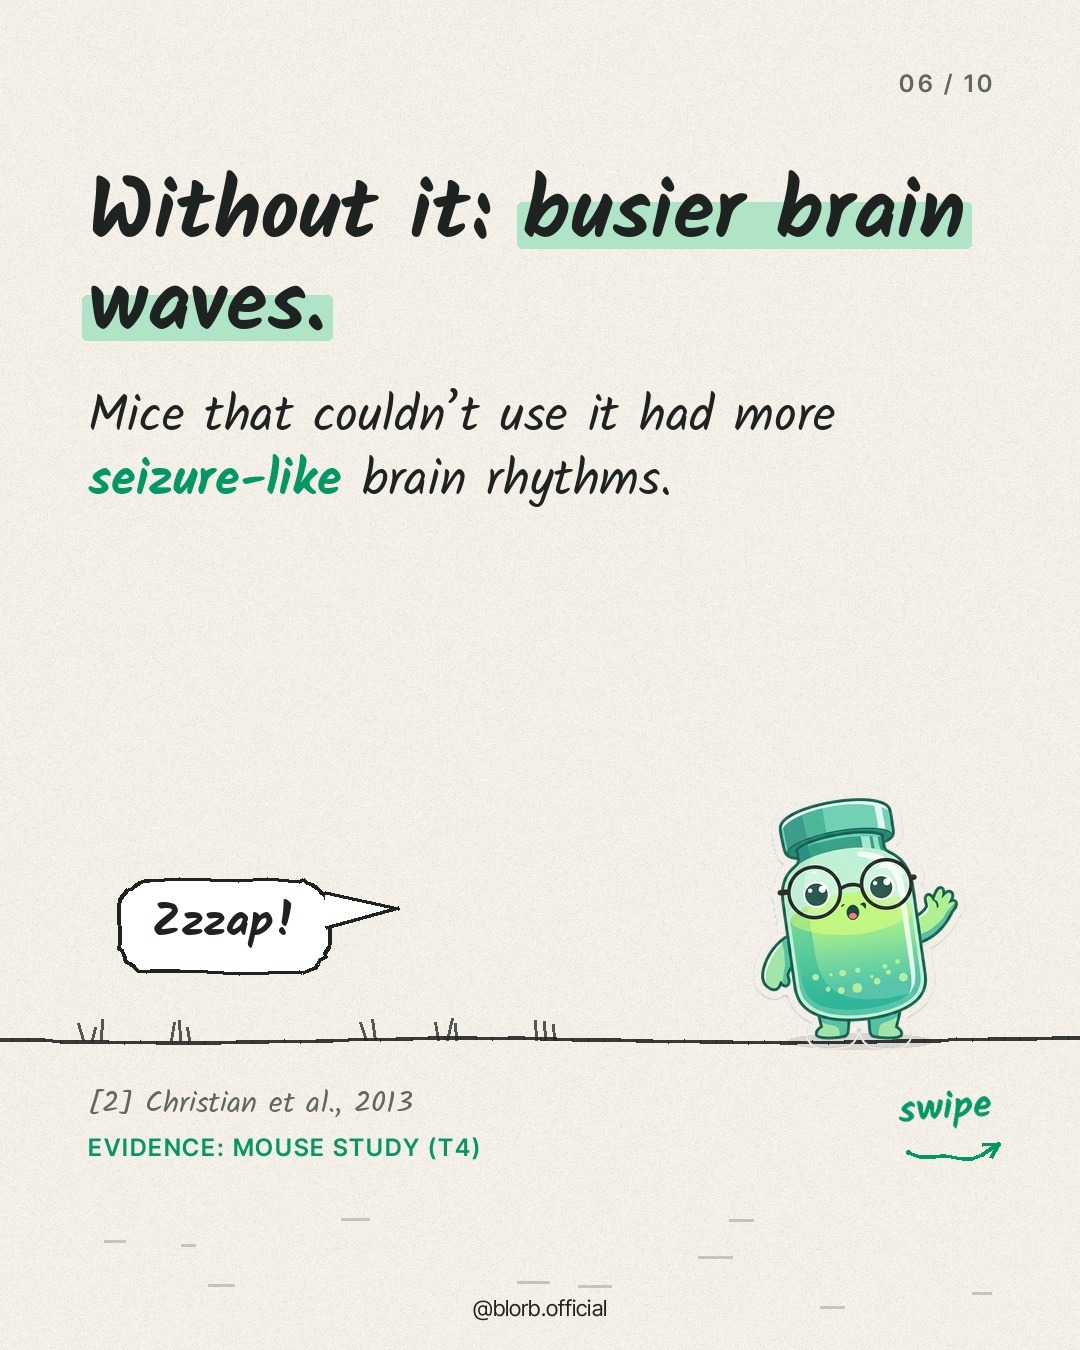 06 / 10
Without it: busier brain
waves.
Mice that couldn’t use it had more
seizure-like brain rhythms.
Zzzap!
[2] Christian et al., 2013
EVIDENCE: MOUSE STUDY (T4)
swipe
@blorb.official